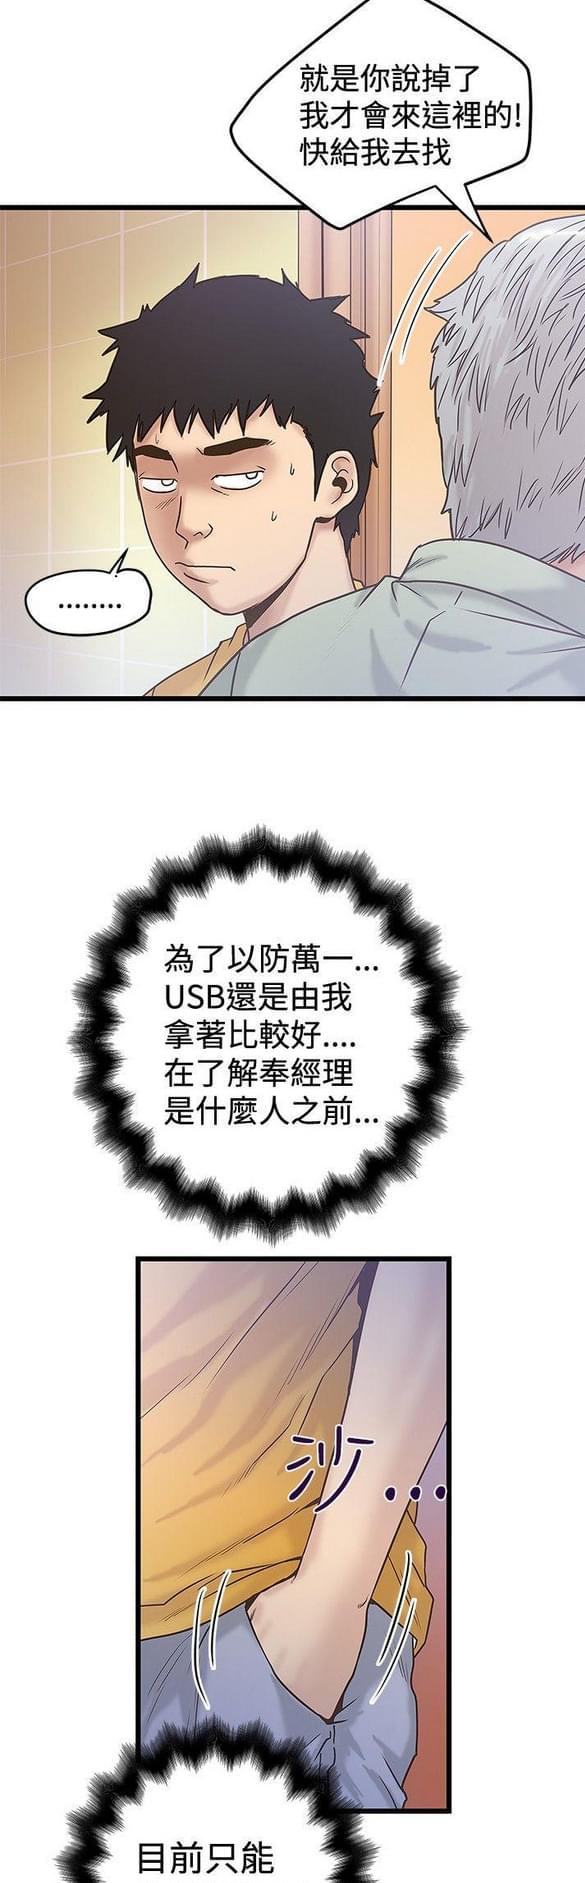 就是你說掉了
我才會來這裡的!
快給我去找
........
為了以防萬一...
USB還是由我
拿著比較好....
在了解奉經理
是什麼人之前...
沙...
目前只能